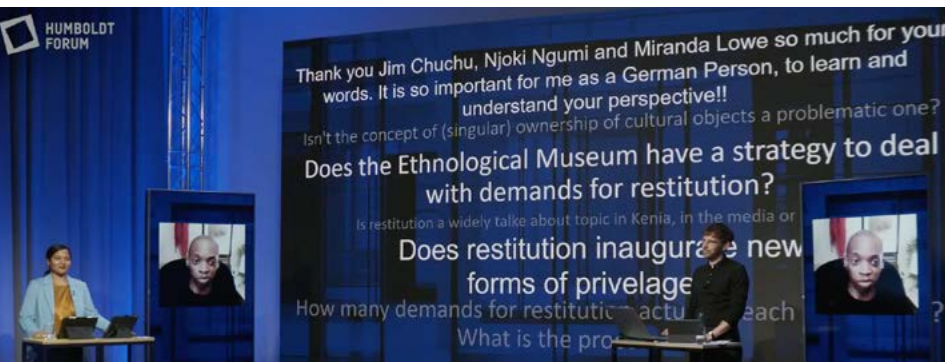 HUMBOLDT
FORUM
Thank you Jim Chuchu, Njoki Ngumi and Miranda Lowe so much for your
words. It is so important for me as a German Person, to learn and
understand your perspective!!
Isn't the concept of (singular) ownership of cultural objects a problematic one?
Does the Ethnological Museum have a strategy to deal
with demands for restitution?
Is restitution a widely talke about topic in Kenia, in the media or
Does restitution inaugurate new
forms of privelage
How many demands for restitution
What is the